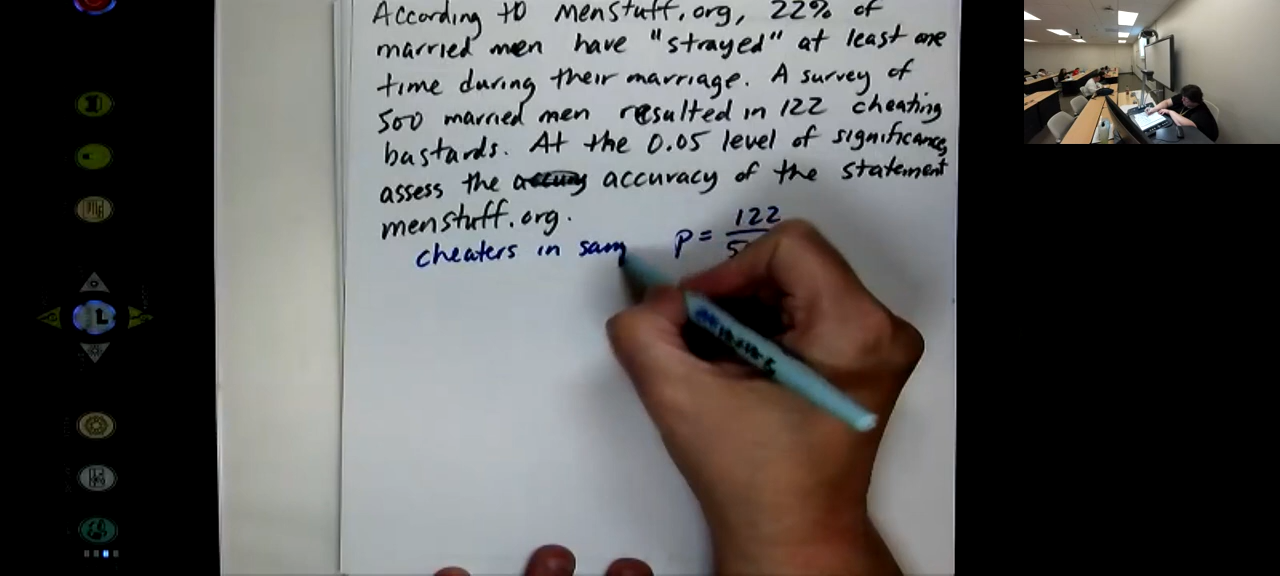 According to menstuff.org, 22% of
married men have "strayed" at least one
time during their marriage. A survey of
500 married men resulted in 122 cheating
bastards. At the 0.05 level of significance,
assess the accuracy of the statement
menstuff.org.
cheaters in sam p = 122
5